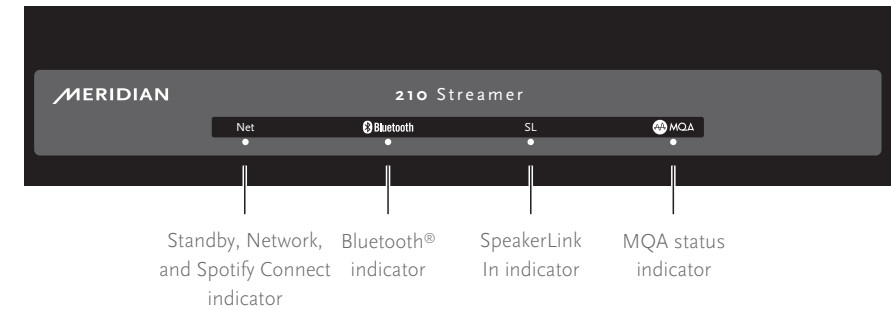 MERIDIAN 210 Streamer
Net Bluetooth SL MQA
Standby, Network, Bluetooth® SpeakerLink MQA status
and Spotify Connect indicator In indicator indicator
indicator